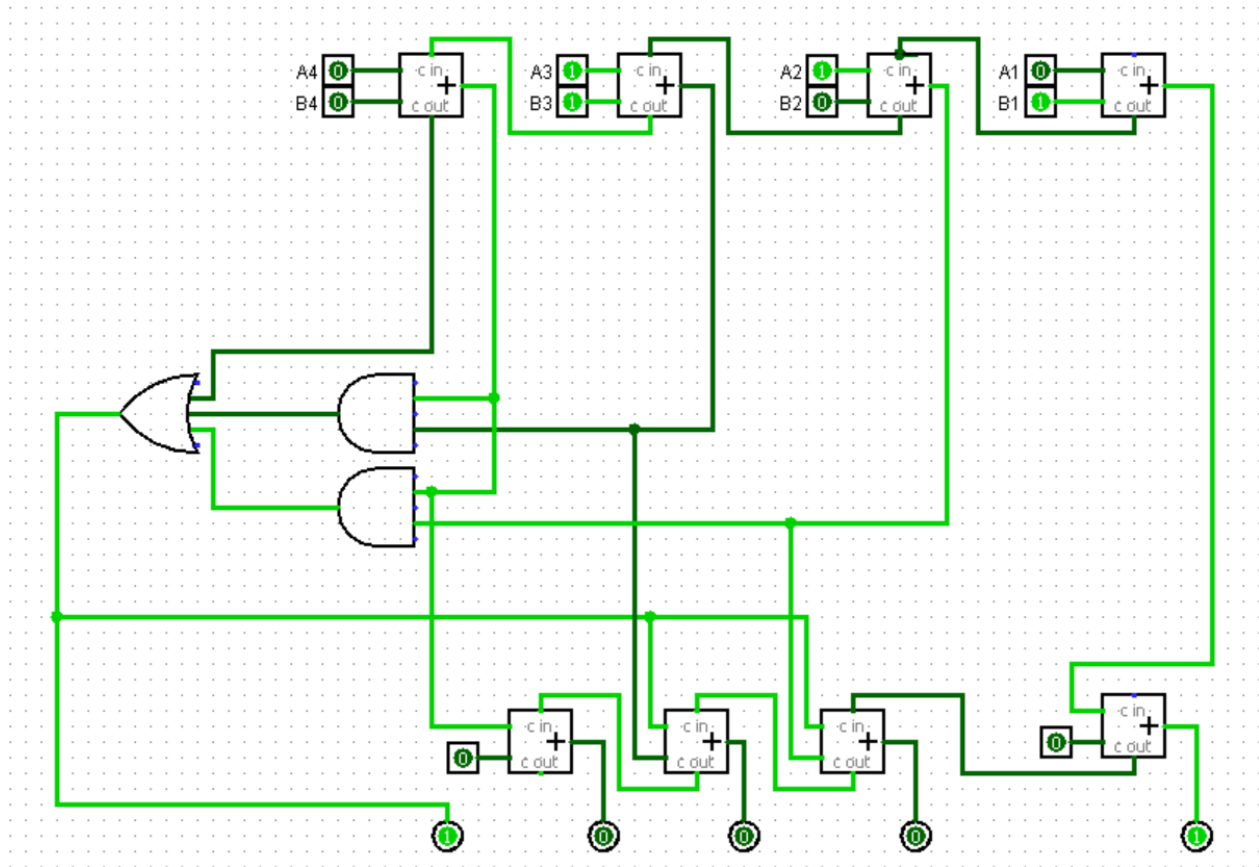 A4 0 c in + A3 1 c in + A2 1 c in + A1 0 c in +
B4 0 c out B3 1 c out B2 0 c out B1 1 c out
c in + c in + c in + c in +
0 c out c out c out 0 c out
1 0 0 0 1